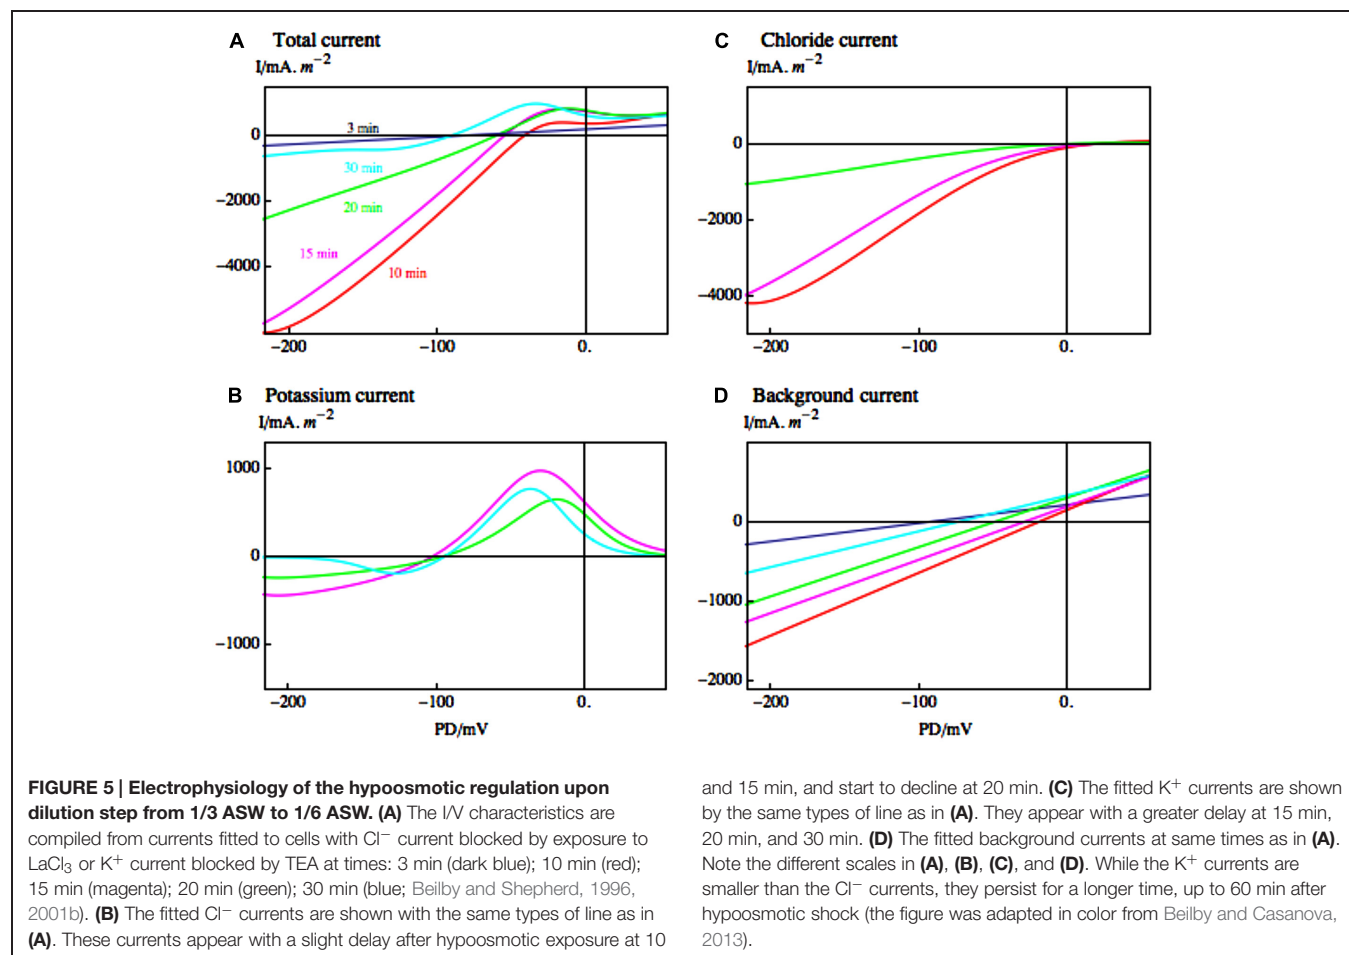 A Total current
I/mA. m−2
0
−2000
−4000
3 min
30 min
20 min
15 min
10 min
−200
−100
0.
C Chloride current
I/mA. m−2
0
−2000
−4000
−200
−100
0.
B Potassium current
I/mA. m−2
1000
0
−1000
−200
−100
0.
PD/mV
D Background current
I/mA. m−2
0
−1000
−2000
−200
−100
0.
PD/mV
FIGURE 5 | Electrophysiology of the hypoosmotic regulation upon
dilution step from 1/3 ASW to 1/6 ASW. (A) The I/V characteristics are
compiled from currents fitted to cells with Cl− current blocked by exposure to
LaCl3 or K+ current blocked by TEA at times: 3 min (dark blue); 10 min (red);
15 min (magenta); 20 min (green); 30 min (blue; Beilby and Shepherd, 1996,
2001b). (B) The fitted Cl− currents are shown with the same types of line as in
(A). These currents appear with a slight delay after hypoosmotic exposure at 10
and 15 min, and start to decline at 20 min. (C) The fitted K+ currents are shown
by the same types of line as in (A). They appear with a greater delay at 15 min,
20 min, and 30 min. (D) The fitted background currents at same times as in (A).
Note the different scales in (A), (B), (C), and (D). While the K+ currents are
smaller than the Cl− currents, they persist for a longer time, up to 60 min after
hypoosmotic shock (the figure was adapted in color from Beilby and Casanova,
2013).